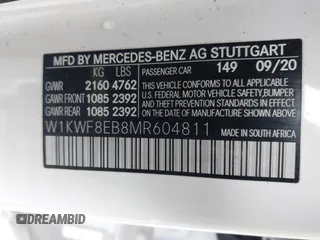 MFD BY MERCEDES-BENZ AG STUTTGART
KG LBS PASSENGER CAR 149 09/20
GVWR 2160 4762 THIS VEHICLE CONFORMS TO ALL APPLICABLE
GAWR FRONT 1085 2392 U.S. FEDERAL MOTOR VEHICLE SAFETY, BUMPER
GAWR REAR 1085 2392 AND THEFT PREVENTION STANDARDS IN EFFECT
ON THE DATE OF MANUFACTURE SHOWN ABOVE.
W1KWF8EB8MR604811
MADE IN SOUTH AFRICA
DREAMBID